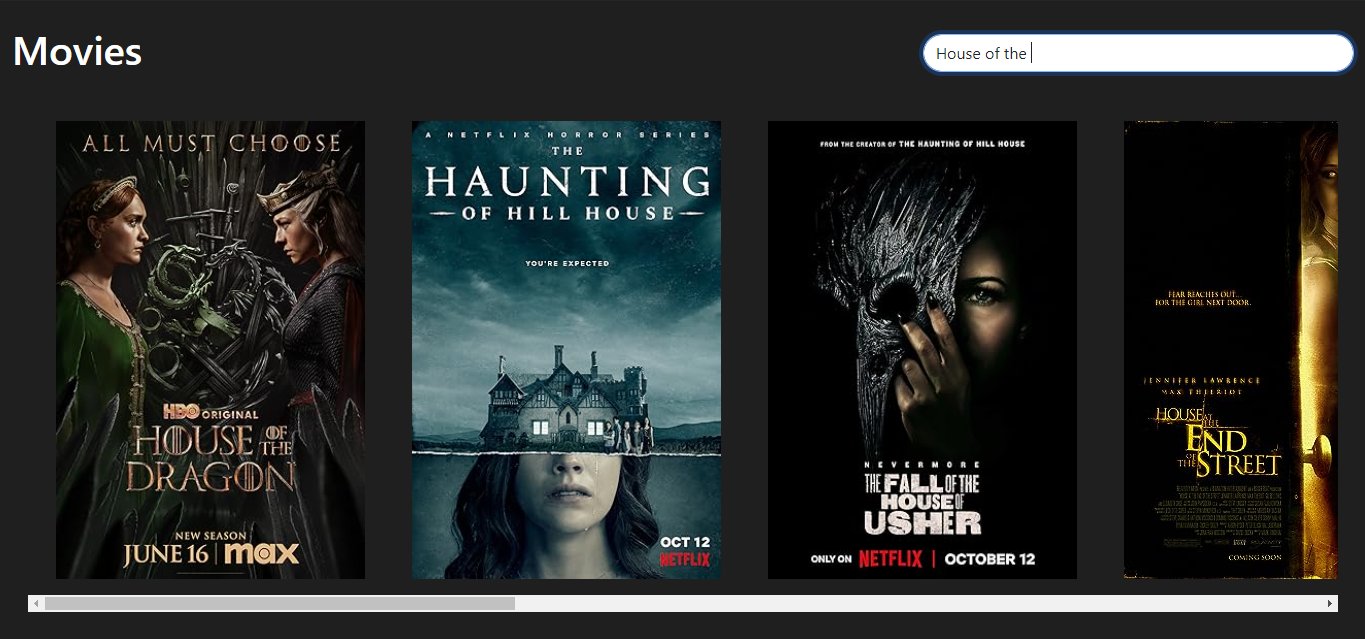 Movies
House of the
ALL MUST CHOOSE
HBO ORIGINAL
HOUSE OF THE
DRAGON
NEW SEASON
JUNE 16 | max
A NETFLIX HORROR SERIES
THE
HAUNTING
OF HILL HOUSE
YOU'RE EXPECTED
OCT 12
NETFLIX
FROM THE CREATOR OF THE HAUNTING OF HILL HOUSE
NEVERMORE
THE FALL OF THE
HOUSE OF
USHER
ONLY ON NETFLIX | OCTOBER 12
FEAR REACHES OUT...
FOR THE GIRL NEXT DOOR.
JENNIFER LAWRENCE
MAX THIERIOT
HOUSE AT THE
END
OF THE STREET
COMING SOON